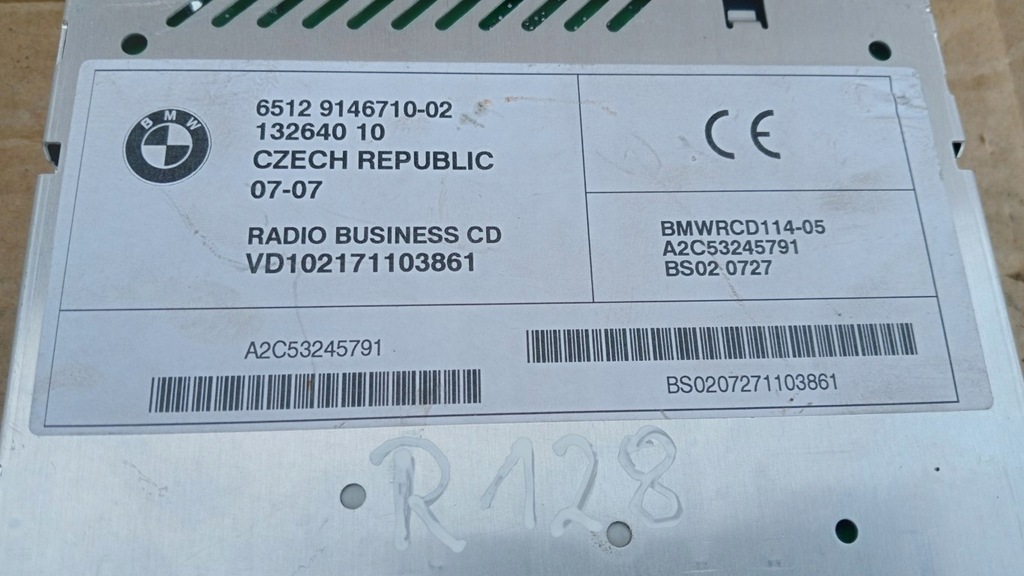 BMW
6512 9146710-02
132640 10
CZECH REPUBLIC
07-07
RADIO BUSINESS CD
VD102171103861
CE
BMWRCD114-05
A2C53245791
BS02 0727
A2C53245791
BS0207271103861
R128